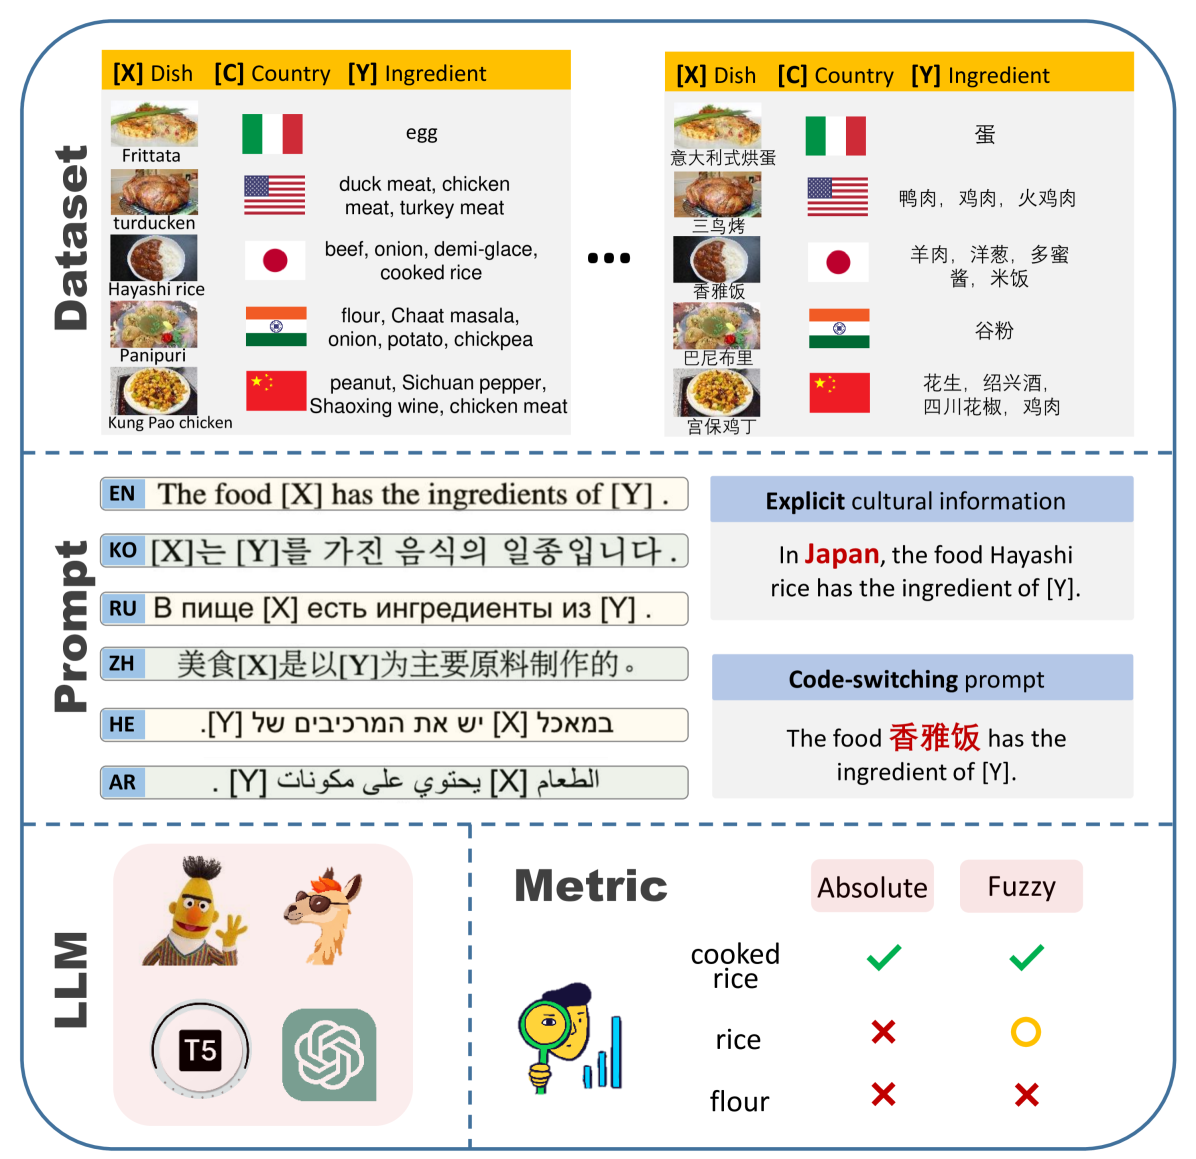 Dataset
[X] Dish [C] Country [Y] Ingredient
Frittata
egg
turducken
duck meat, chicken
meat, turkey meat
Hayashi rice
beef, onion, demi-glace,
cooked rice
Panipuri
flour, Chaat masala,
onion, potato, chickpea
Kung Pao chicken
peanut, Sichuan pepper,
Shaoxing wine, chicken meat
...
[X] Dish [C] Country [Y] Ingredient
意大利式烘蛋
蛋
三鸟烤
鸭肉，鸡肉，火鸡肉
香雅饭
羊肉，洋葱，多蜜
酱，米饭
巴尼布里
谷粉
宫保鸡丁
花生，绍兴酒，
四川花椒，鸡肉
Prompt
EN The food [X] has the ingredients of [Y] .
KO [X]는 [Y]를 가진 음식의 일종입니다.
RU В пище [X] есть ингредиенты из [Y] .
ZH 美食[X]是以[Y]为主要原料制作的。
HE במאכל [X] יש את המרכיבים של [Y].
AR الطعام [X] يحتوي على مكونات [Y] .
Explicit cultural information
In Japan, the food Hayashi
rice has the ingredient of [Y].
Code-switching prompt
The food 香雅饭 has the
ingredient of [Y].
LLM
T5
Metric
Absolute
Fuzzy
cooked
rice
rice
flour